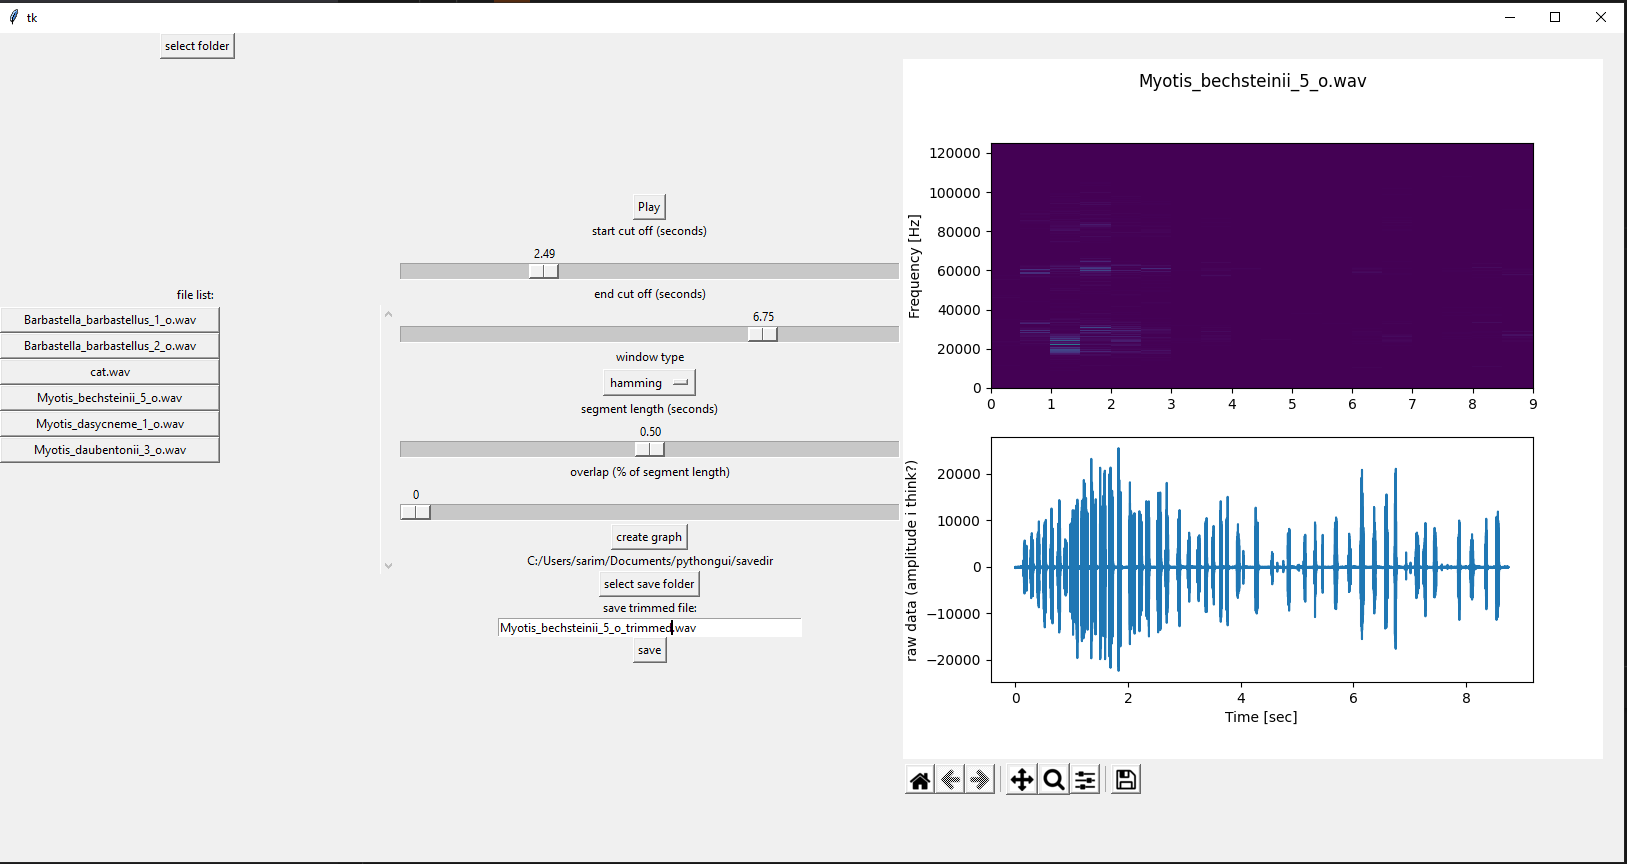 tk
select folder
file list:
Barbastella_barbastellus_1_o.wav
Barbastella_barbastellus_2_o.wav
cat.wav
Myotis_bechsteinii_5_o.wav
Myotis_dasycneme_1_o.wav
Myotis_daubentonii_3_o.wav
Play
start cut off (seconds)
2.49
end cut off (seconds)
6.75
window type
hamming
segment length (seconds)
0.50
overlap (% of segment length)
0
create graph
C:/Users/sarim/Documents/pythongui/savedir
select save folder
save trimmed file:
Myotis_bechsteinii_5_o_trimmed.wav
save
Myotis_bechsteinii_5_o.wav
Frequency [Hz]
120000
100000
80000
60000
40000
20000
0
0 1 2 3 4 5 6 7 8 9
raw data (amplitude i think?)
20000
10000
0
−10000
−20000
0 2 4 6 8
Time [sec]